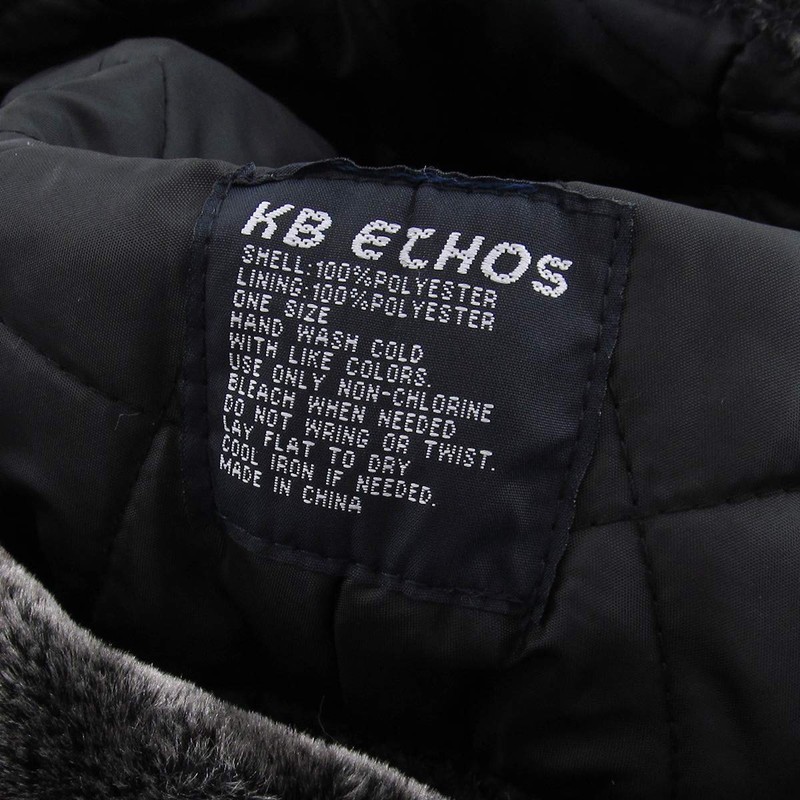 KB ETHOS
SHELL:100%POLYESTER
LINING:100%POLYESTER
ONE SIZE
HAND WASH COLD
WITH LIKE COLORS.
USE ONLY NON-CHLORINE
BLEACH WHEN NEEDED
DO NOT WRING OR TWIST.
LAY FLAT TO DRY
COOL IRON IF NEEDED.
MADE IN CHINA